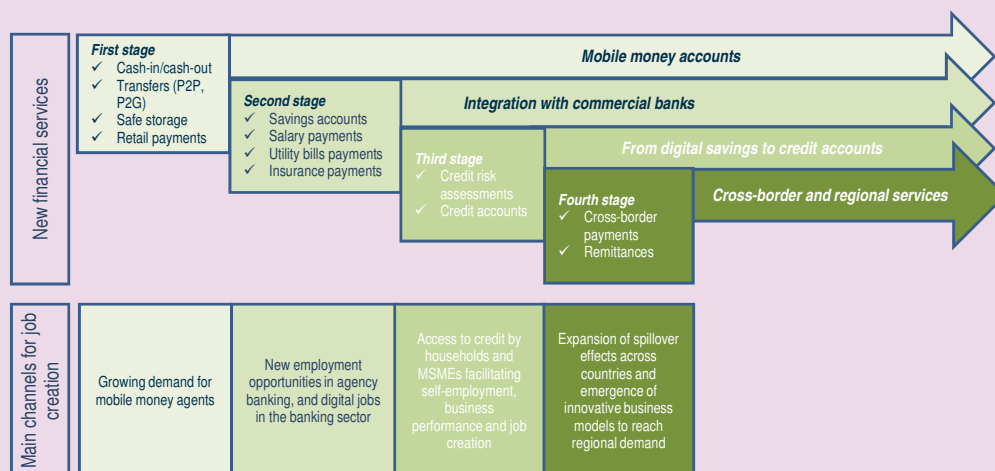 New financial services
First stage
✓ Cash-in/cash-out
✓ Transfers (P2P,
P2G)
✓ Safe storage
✓ Retail payments
Mobile money accounts
Second stage
✓ Savings accounts
✓ Salary payments
✓ Utility bills payments
✓ Insurance payments
Integration with commercial banks
Third stage
✓ Credit risk
assessments
✓ Credit accounts
From digital savings to credit accounts
Fourth stage
✓ Cross-border
payments
✓ Remittances
Cross-border and regional services
Main channels for job
creation
Growing demand for
mobile money agents
New employment
opportunities in agency
banking, and digital jobs
in the banking sector
Access to credit by
households and
MSMEs facilitating
self-employment,
business
performance and job
creation
Expansion of spillover
effects across
countries and
emergence of
innovative business
models to reach
regional demand